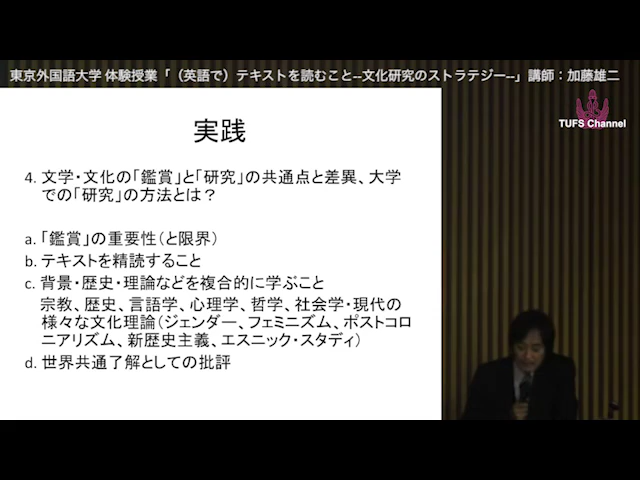 東京外国語大学 体験授業「（英語で）テキストを読むこと--文化研究のストラテジー--」講師：加藤雄二
TUFS Channel
実践
4. 文学・文化の「鑑賞」と「研究」の共通点と差異、大学
での「研究」の方法とは？
a. 「鑑賞」の重要性（と限界）
b. テキストを精読すること
c. 背景・歴史・理論などを複合的に学ぶこと
宗教、歴史、言語学、心理学、哲学、社会学・現代の
様々な文化理論（ジェンダー、フェミニズム、ポストコロ
ニアリズム、新歴史主義、エスニック・スタディ）
d. 世界共通了解としての批評